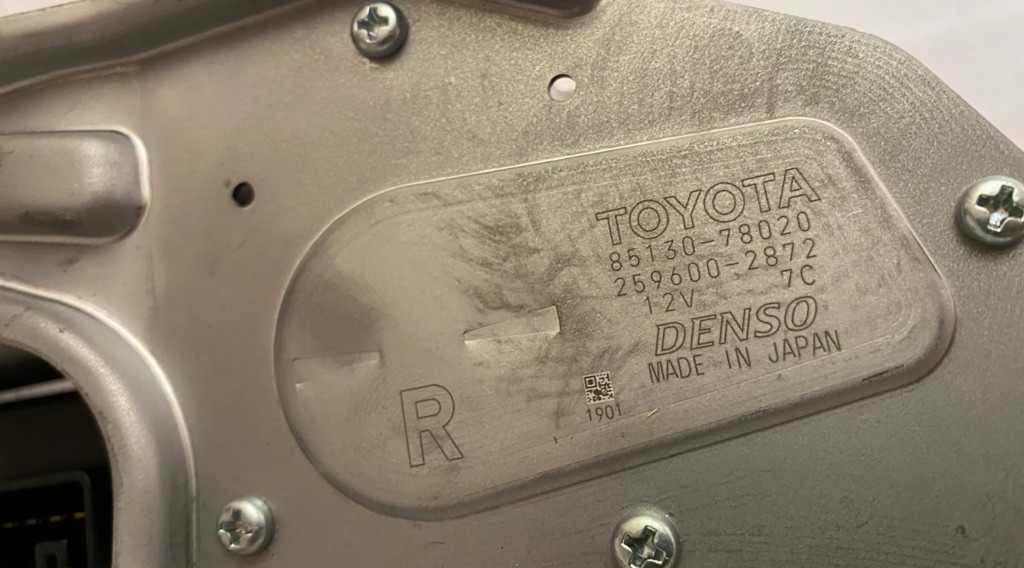 TOYOTA
85130-78020
259600-2872
12V 7C
DENSO
MADE IN JAPAN
1901
R